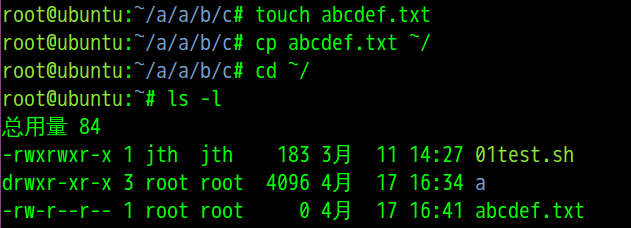 root@ubuntu:~/a/a/b/c# touch abcdef.txt
root@ubuntu:~/a/a/b/c# cp abcdef.txt ~/
root@ubuntu:~/a/a/b/c# cd ~/
root@ubuntu:~# ls -l
总用量 84
-rwxrwxr-x 1 jth  jth    183 3月  11 14:27 01test.sh
drwxr-xr-x 3 root root  4096 4月  17 16:34 a
-rw-r--r-- 1 root root     0 4月  17 16:41 abcdef.txt